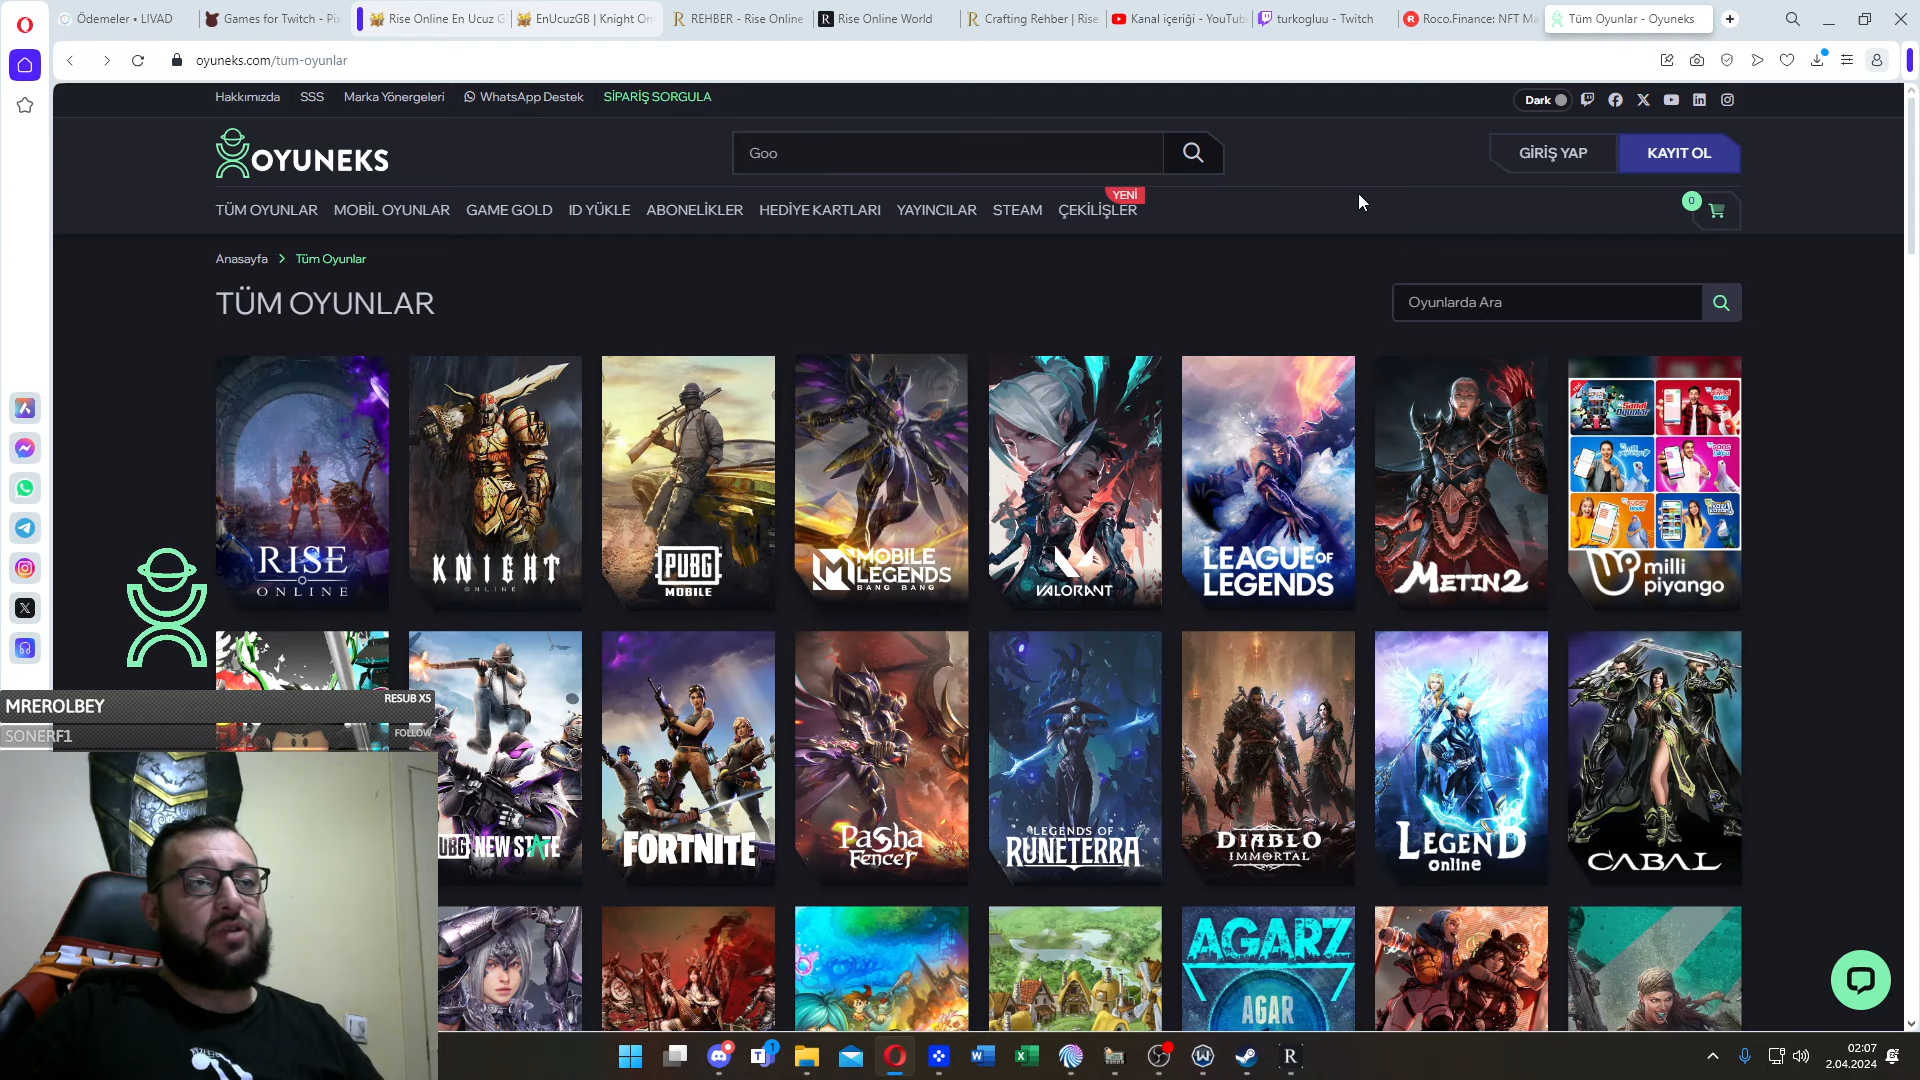 Ödemeler • LIVAD
Games for Twitch - Pix
Rise Online En Ucuz G
EnUcuzGB | Knight On
REHBER - Rise Online
Rise Online World
Crafting Rehber | Rise
Kanal içeriği - YouTub
turkogluu - Twitch
Roco.Finance: NFT Ma
Tüm Oyunlar - Oyuneks
oyuneks.com/tum-oyunlar
Hakkımızda
SSS
Marka Yönergeleri
WhatsApp Destek
SİPARİŞ SORGULA
Dark
OYUNEKS
Goo
GİRİŞ YAP
KAYIT OL
YENİ
TÜM OYUNLAR
MOBİL OYUNLAR
GAME GOLD
ID YÜKLE
ABONELİKLER
HEDİYE KARTLARI
YAYINCILAR
STEAM
ÇEKİLİŞLER
0
Anasayfa
Tüm Oyunlar
TÜM OYUNLAR
Oyunlarda Ara
RISE
ONLINE
KNIGHT
ONLINE
PUBG
MOBILE
MOBILE
LEGENDS
BANG BANG
VALORANT
LEAGUE OF
LEGENDS
METIN2
milli
piyango
MREROLBEY
RESUB X5
SONERF1
FOLLOW
PUBG NEW STATE
FORTNITE
Pasha
Fencer
LEGENDS OF
RUNETERRA
DIABLO
IMMORTAL
LEGEND
online
CABAL
AGARZ
AGAR
02:07
2.04.2024